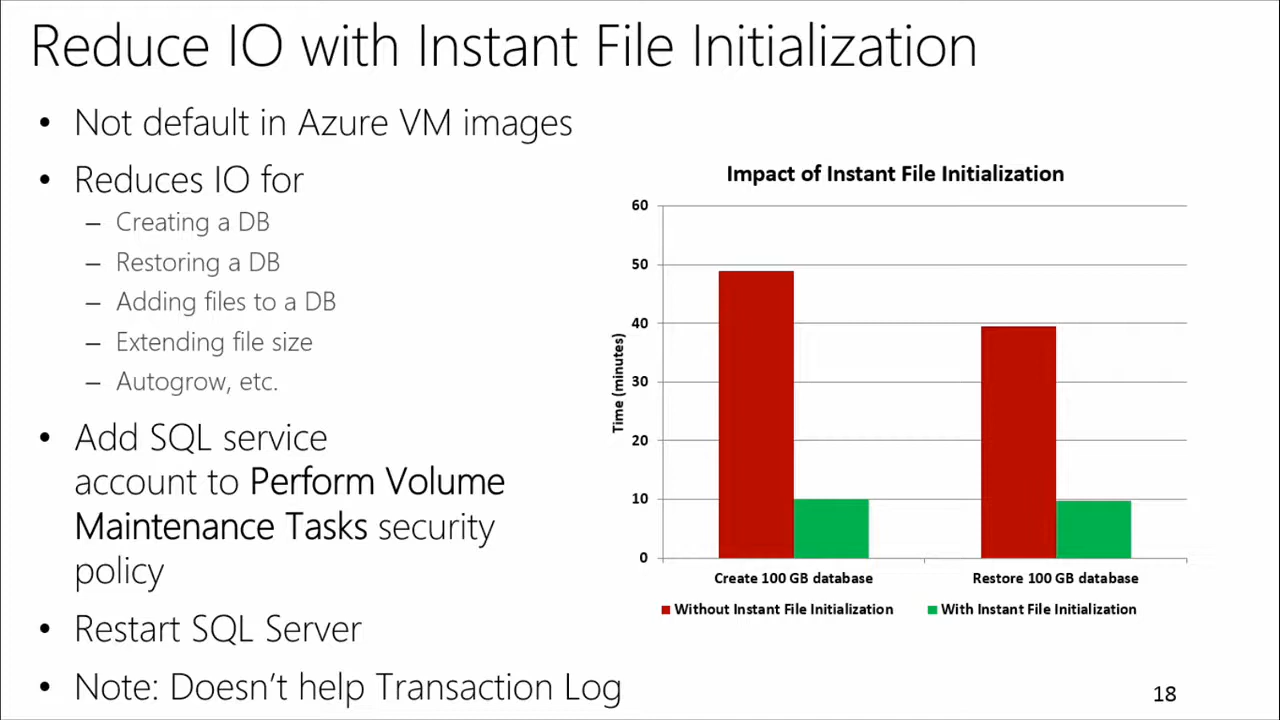 Reduce IO with Instant File Initialization
• Not default in Azure VM images
• Reduces IO for
– Creating a DB
– Restoring a DB
– Adding files to a DB
– Extending file size
– Autogrow, etc.
• Add SQL service
account to Perform Volume
Maintenance Tasks security
policy
• Restart SQL Server
• Note: Doesn't help Transaction Log
Impact of Instant File Initialization
60
50
40
30
20
10
0
Time (minutes)
Create 100 GB database
Restore 100 GB database
Without Instant File Initialization
With Instant File Initialization
18